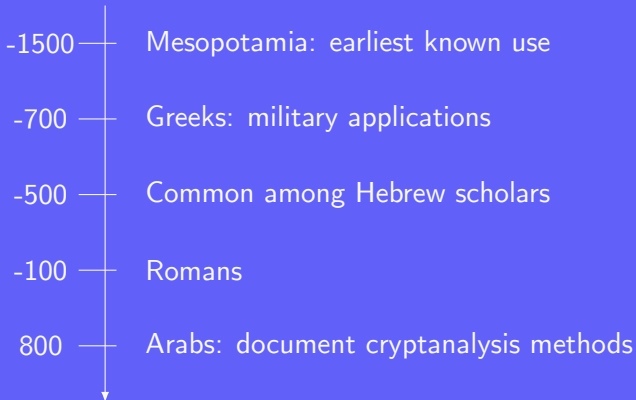 -1500 Mesopotamia: earliest known use
-700 Greeks: military applications
-500 Common among Hebrew scholars
-100 Romans
800 Arabs: document cryptanalysis methods